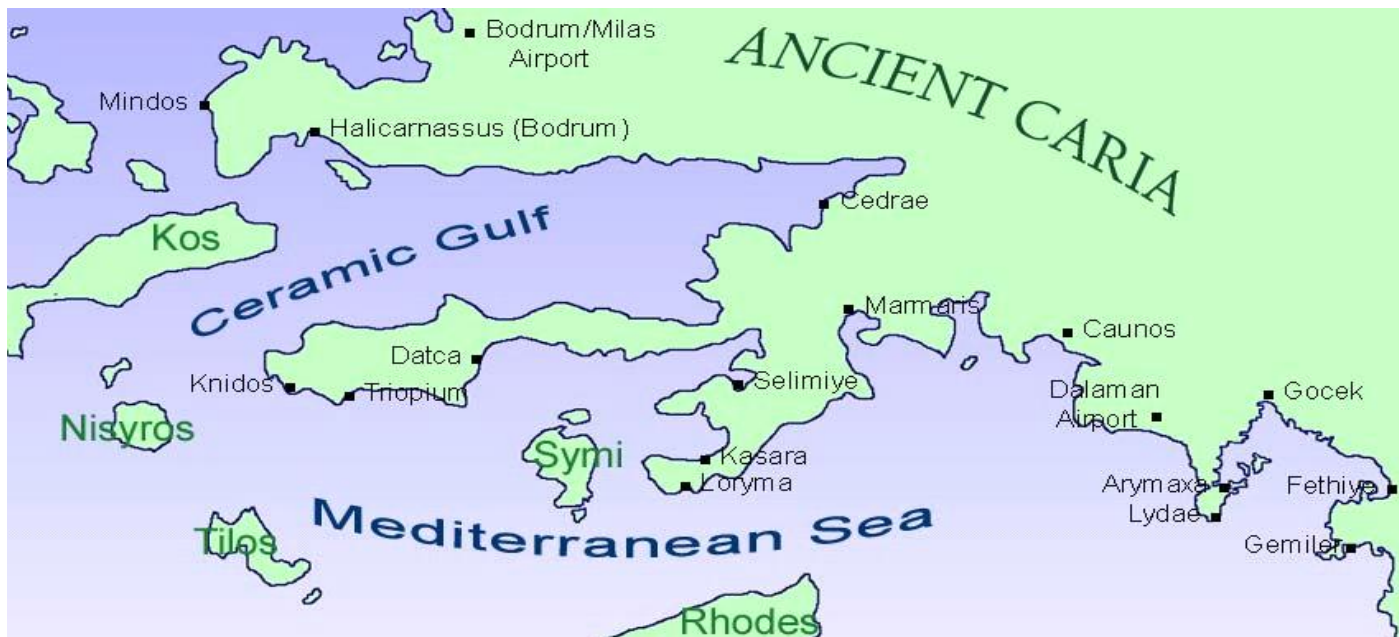 Bodrum/Milas
Airport
ANCIENT CARIA
Mindos
Halicarnassus (Bodrum)
Cedrae
Kos
Ceramic Gulf
Marmaris
Caunos
Datca
Knidos
Triopium
Selimiye
Dalaman
Airport
Gocek
Nisyros
Symi
Kasara
Loryma
Arymaxa
Fethiye
Lydae
Mediterranean Sea
Tilos
Gemiler
Rhodes